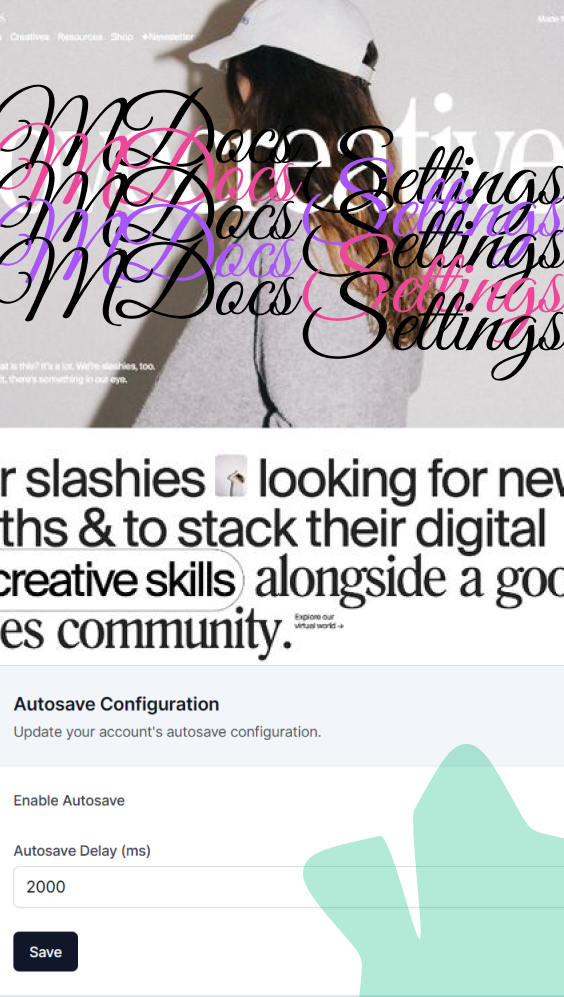 Made
Creatives Resources Shop Newsletter
creative
MDocs Settings
MDocs Settings
MDocs Settings
MDocs Settings
MDocs Settings
at is this? It's a lot. We're slashies, too.
it, there's something in our eye.
r slashies looking for new
ths & to stack their digital
creative skills alongside a goo
es community.
Explore our
virtual world →
Autosave Configuration
Update your account's autosave configuration.
Enable Autosave
Autosave Delay (ms)
2000
Save